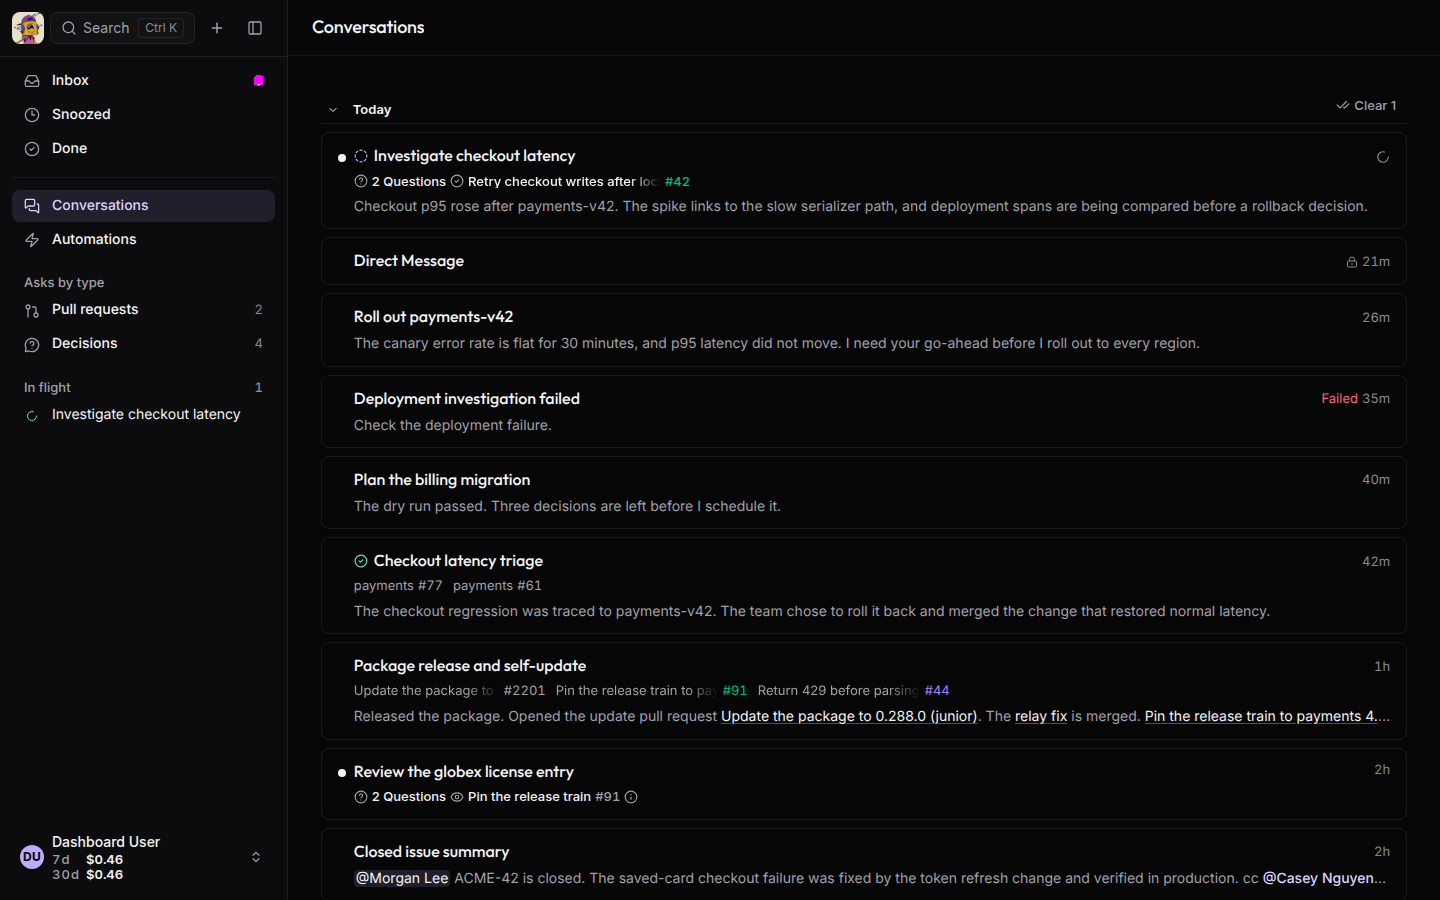 Search Ctrl K
Conversations
Inbox
Snoozed
Done
Conversations
Automations
Asks by type
Pull requests 2
Decisions 4
In flight 1
Investigate checkout latency
Dashboard User
DU
7d $0.46
30d $0.46
Today Clear 1
Investigate checkout latency
2 Questions Retry checkout writes after loc #42
Checkout p95 rose after payments-v42. The spike links to the slow serializer path, and deployment spans are being compared before a rollback decision.
Direct Message 21m
Roll out payments-v42 26m
The canary error rate is flat for 30 minutes, and p95 latency did not move. I need your go-ahead before I roll out to every region.
Deployment investigation failed Failed 35m
Check the deployment failure.
Plan the billing migration 40m
The dry run passed. Three decisions are left before I schedule it.
Checkout latency triage 42m
payments #77 payments #61
The checkout regression was traced to payments-v42. The team chose to roll it back and merged the change that restored normal latency.
Package release and self-update 1h
Update the package to #2201 Pin the release train to pay #91 Return 429 before parsing #44
Released the package. Opened the update pull request Update the package to 0.288.0 (junior). The relay fix is merged. Pin the release train to payments 4....
Review the globex license entry 2h
2 Questions Pin the release train #91
Closed issue summary 2h
@Morgan Lee ACME-42 is closed. The saved-card checkout failure was fixed by the token refresh change and verified in production. cc @Casey Nguyen...